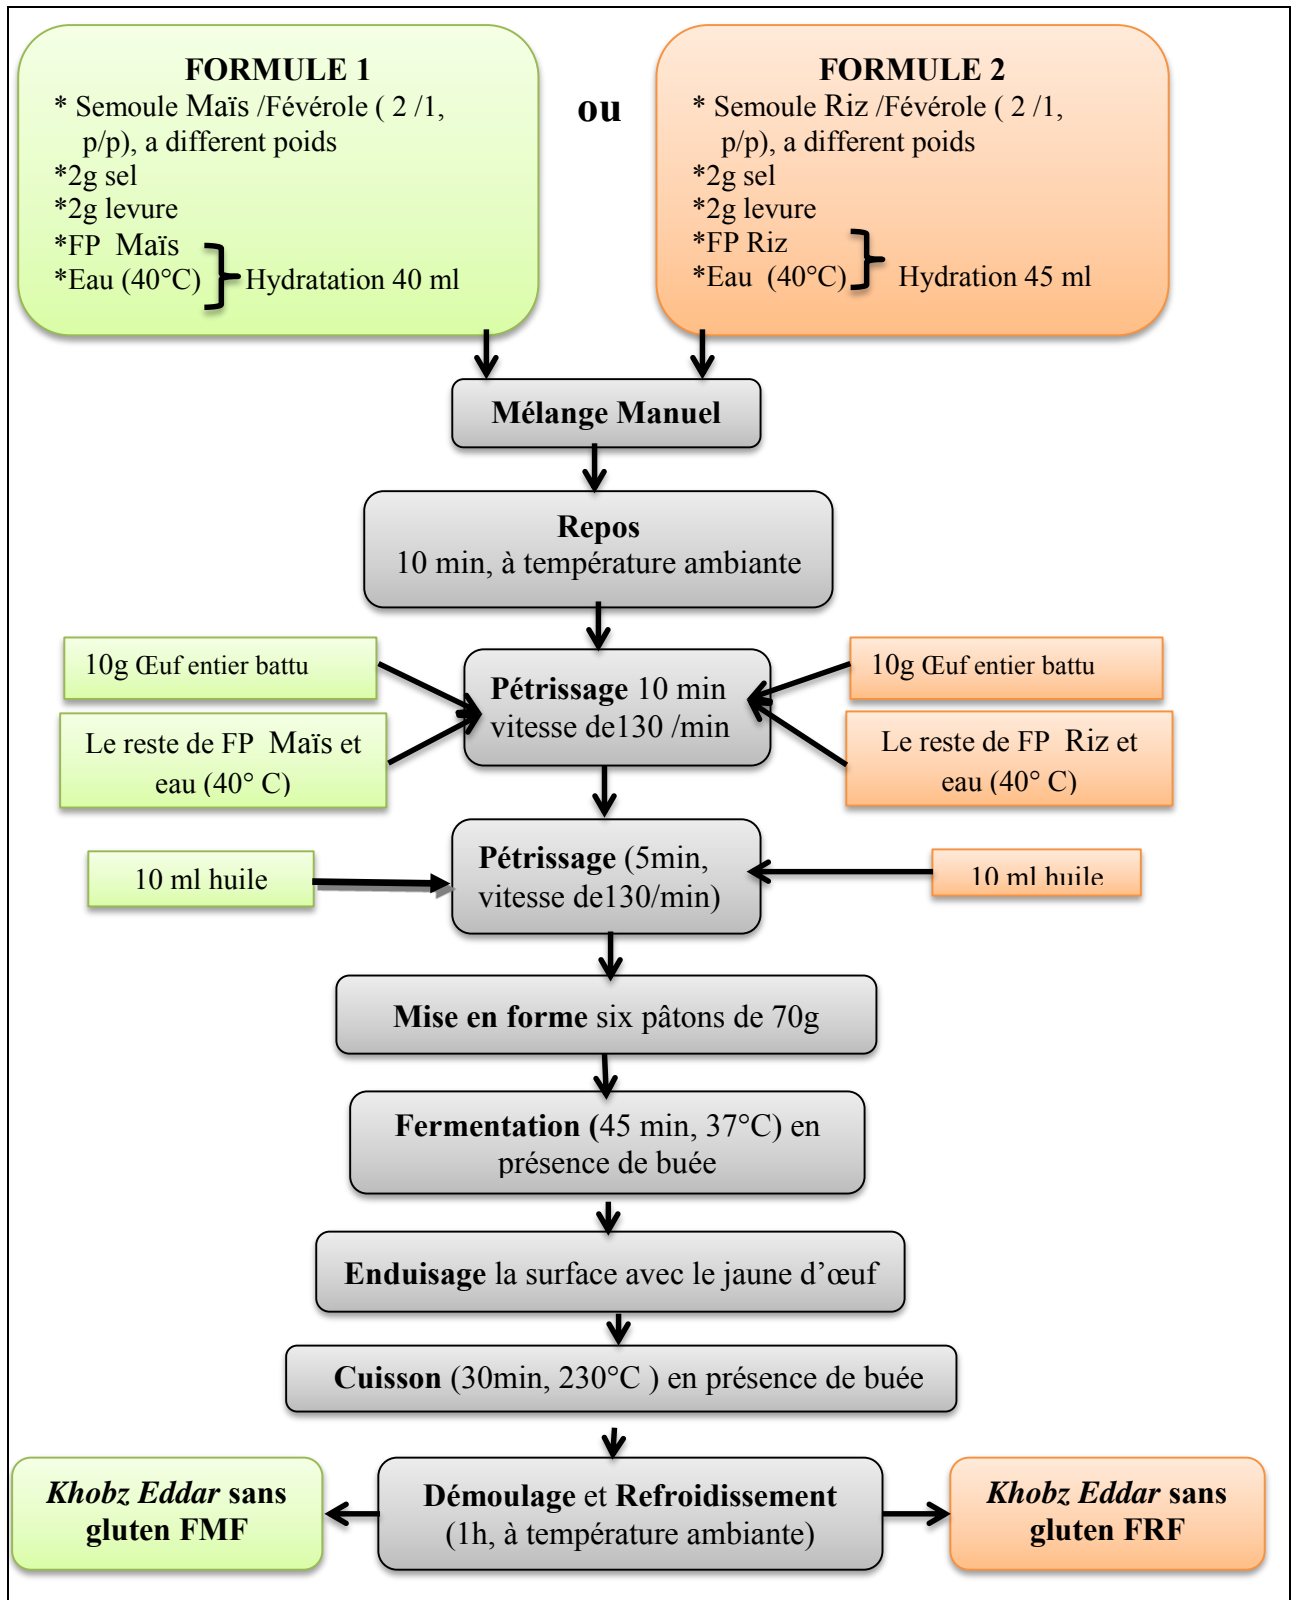 FORMULE 1
* Semoule Maïs /Févérole ( 2 /1,
p/p), a different poids
*2g sel
*2g levure
*FP Maïs
*Eau (40°C)
Hydratation 40 ml
ou
FORMULE 2
* Semoule Riz /Févérole ( 2 /1,
p/p), a different poids
*2g sel
*2g levure
*FP Riz
*Eau (40°C)
Hydration 45 ml
Mélange Manuel
Repos
10 min, à température ambiante
10g Œuf entier battu
Le reste de FP Maïs et
eau (40° C)
Pétrissage 10 min
vitesse de130 /min
10g Œuf entier battu
Le reste de FP Riz et
eau (40° C)
10 ml huile
Pétrissage (5min,
vitesse de130/min)
10 ml huile
Mise en forme six pâtons de 70g
Fermentation (45 min, 37°C) en
présence de buée
Enduisage la surface avec le jaune d’œuf
Cuisson (30min, 230°C ) en présence de buée
Khobz Eddar sans
gluten FMF
Démoulage et Refroidissement
(1h, à température ambiante)
Khobz Eddar sans
gluten FRF